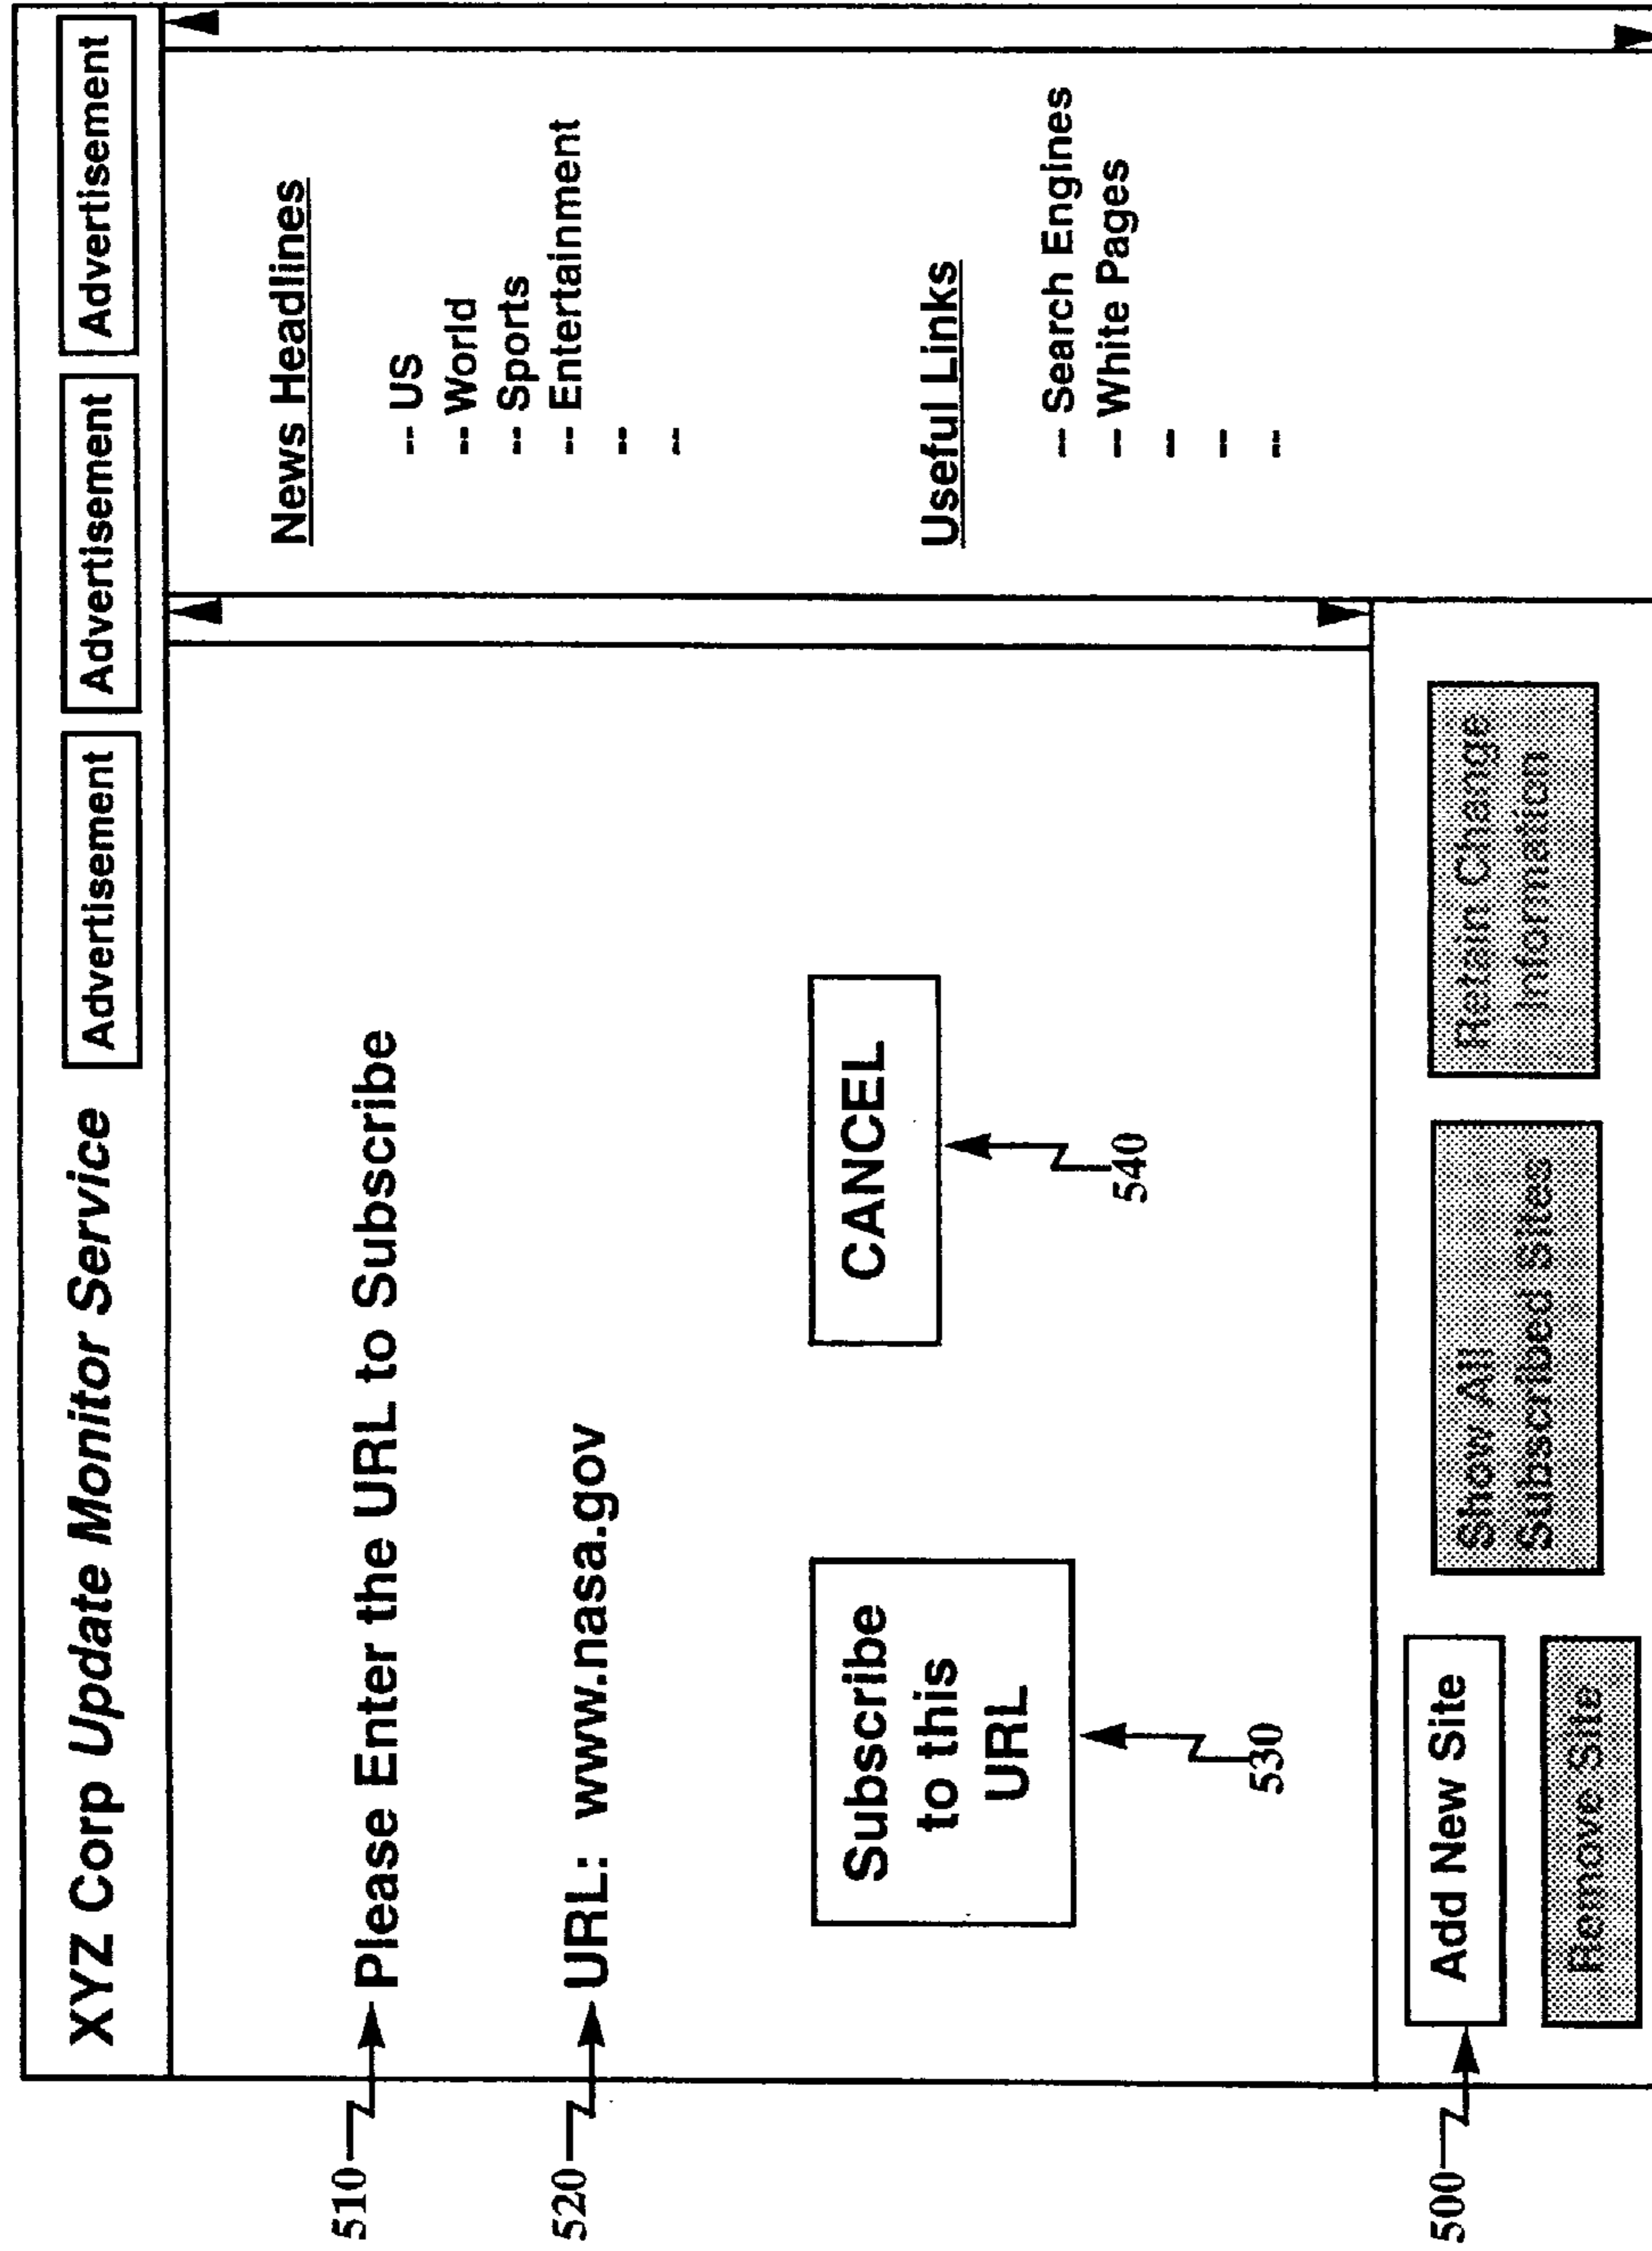 XYZ Corp Update Monitor Service
Advertisement
Advertisement
Advertisement
510
Please Enter the URL to Subscribe
520
URL: www.nasa.gov
Subscribe
to this
URL
530
CANCEL
540
News Headlines
-- US
-- World
-- Sports
-- Entertainment
--
--
Useful Links
-- Search Engines
-- White Pages
--
--
--
500
Add New Site
Remove Site
Show All
Subscribed Sites
Retain Change
Information